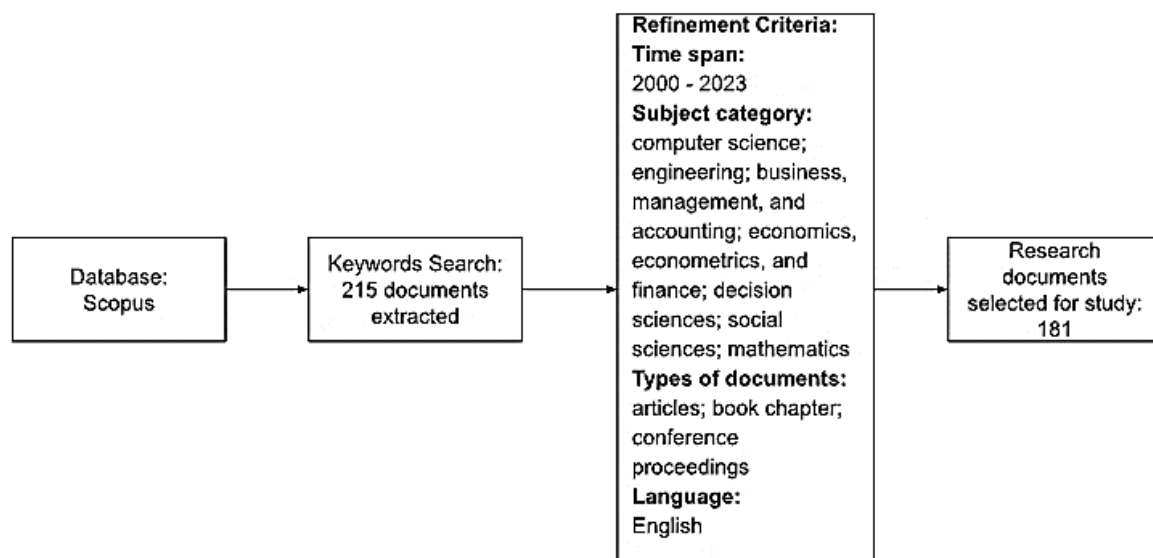 Database:
Scopus
Keywords Search:
215 documents
extracted
Refinement Criteria:
Time span:
2000 - 2023
Subject category:
computer science;
engineering; business,
management, and
accounting; economics,
econometrics, and
finance; decision
sciences; social
sciences; mathematics
Types of documents:
articles; book chapter;
conference
proceedings
Language:
English
Research
documents
selected for study:
181